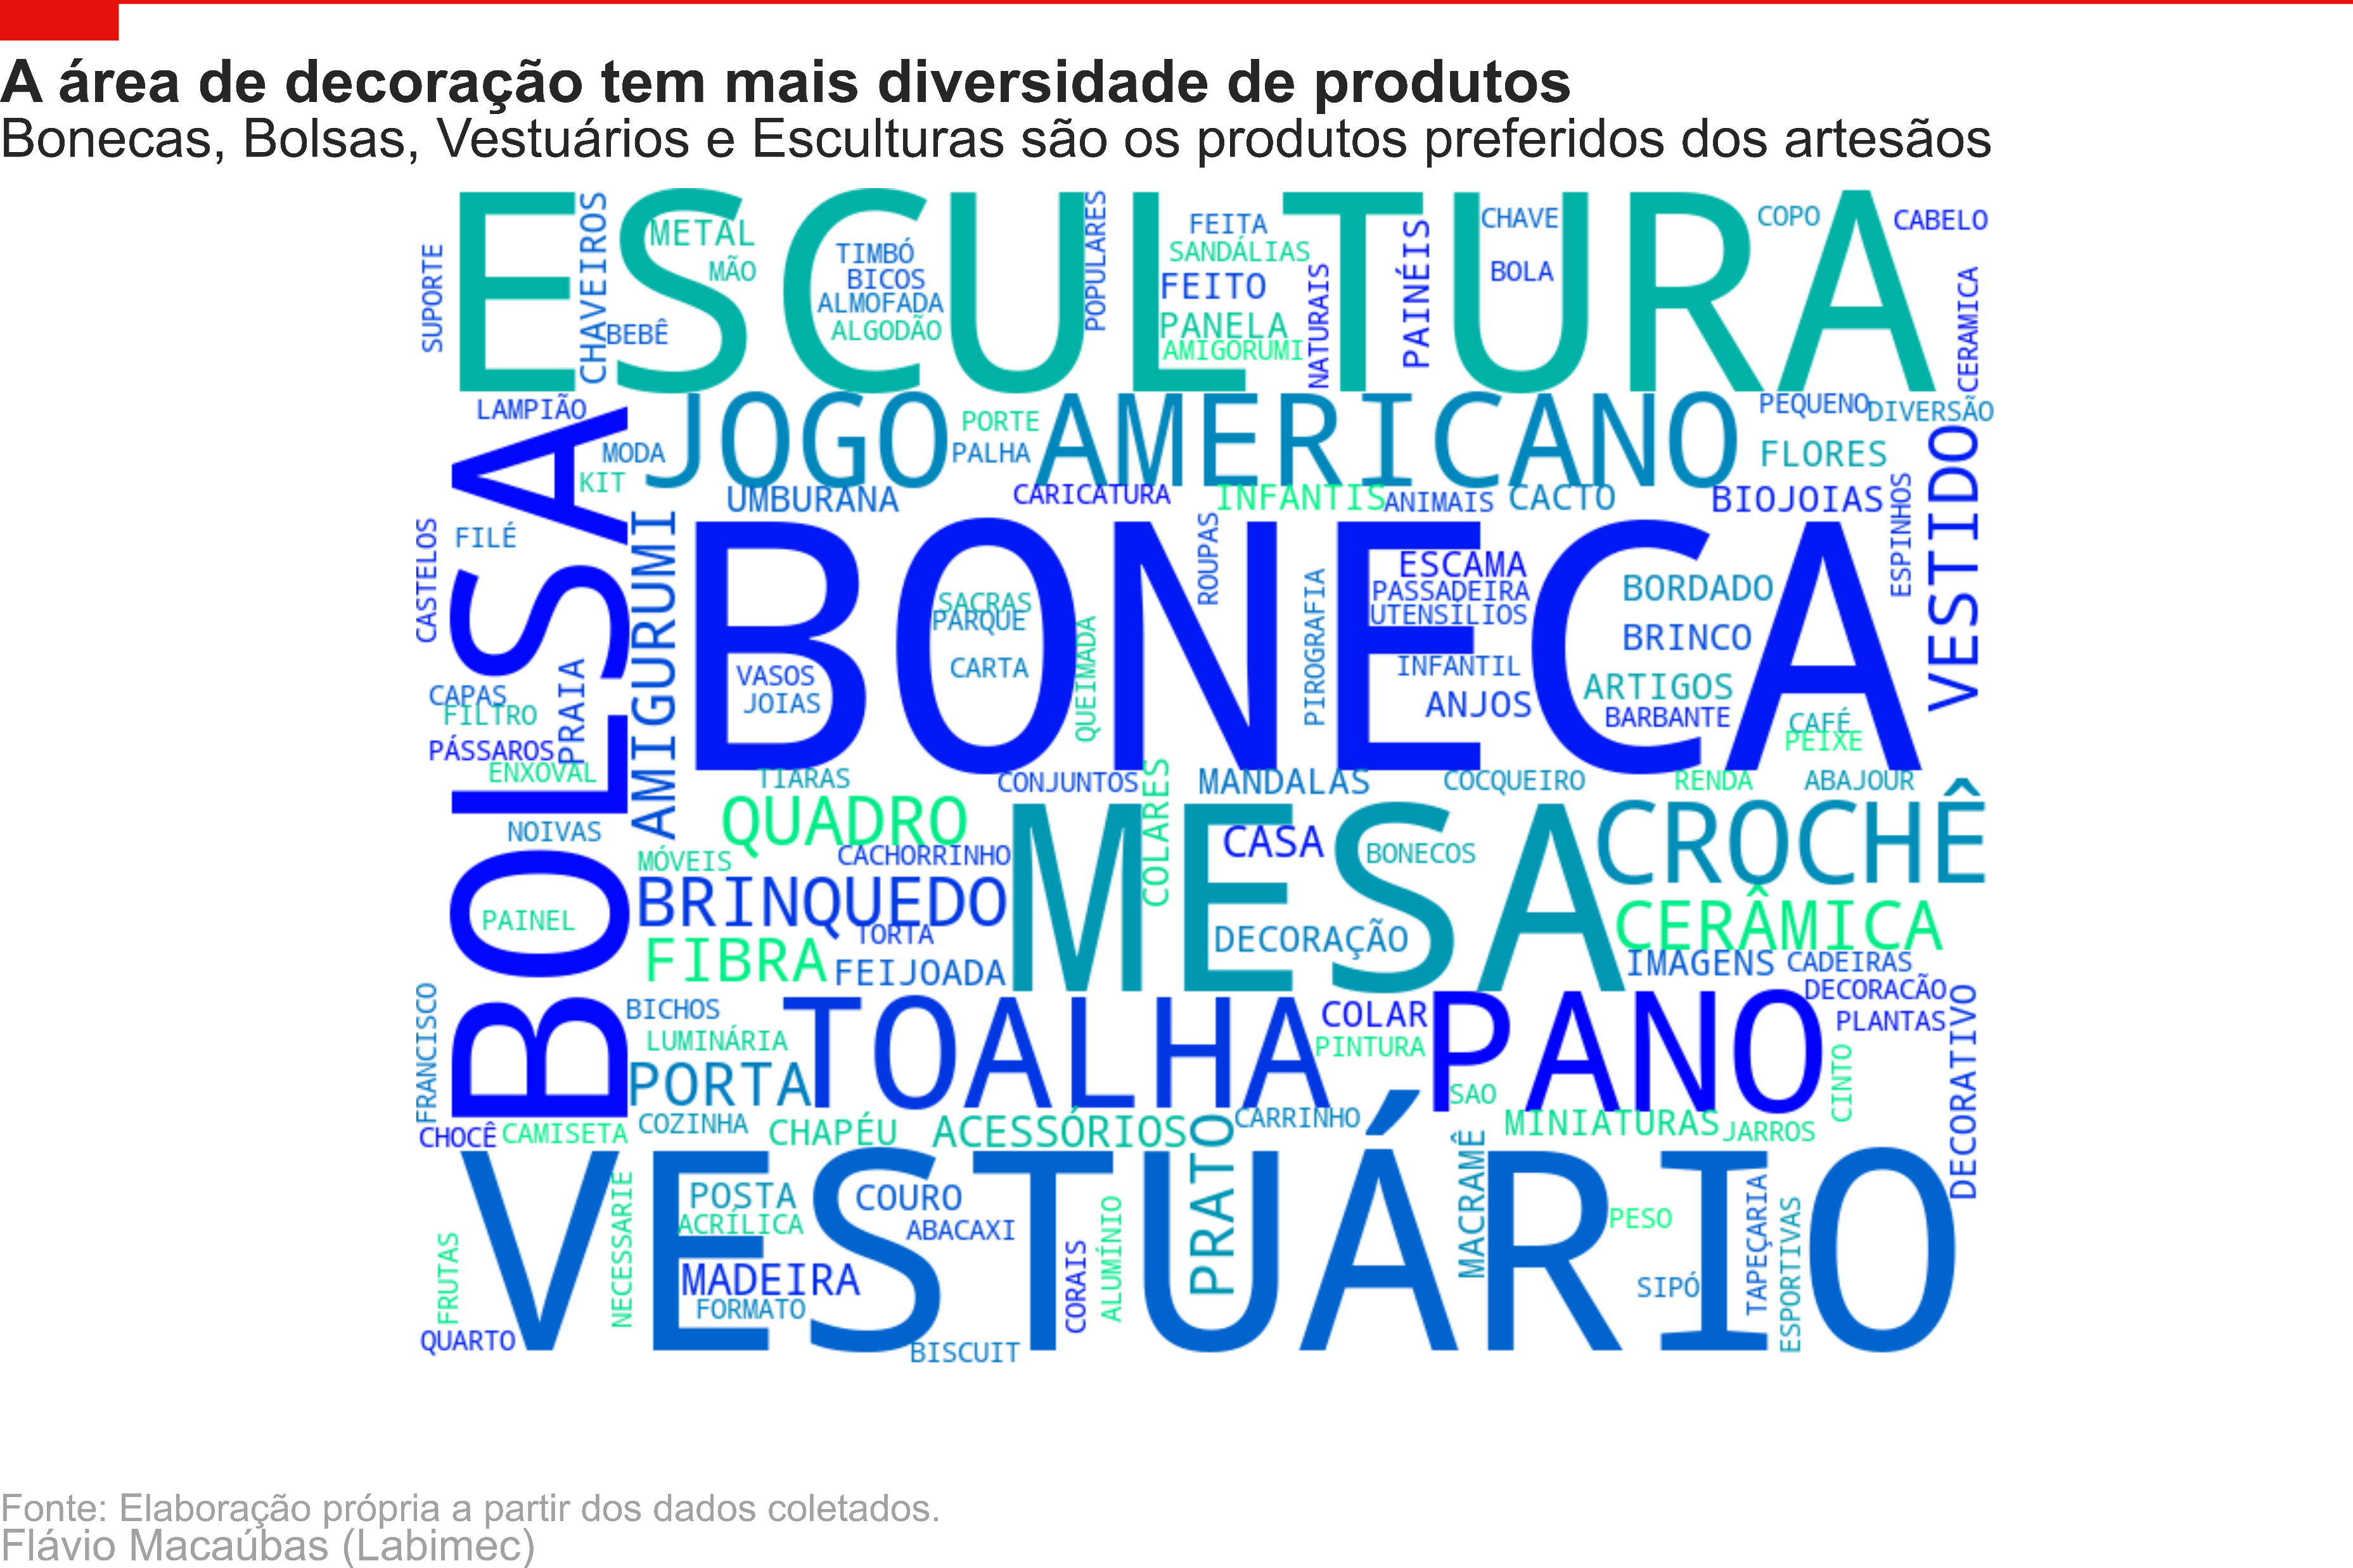 A área de decoração tem mais diversidade de produtos
Bonecas, Bolsas, Vestuários e Esculturas são os produtos preferidos dos artesãos
ESCULTURA
SUPORTE
CHAVEIROS
METAL
MÃO
BEBÊ
TIMBÓ
BICOS
ALMOFADA
ALGODÃO
POPULARES
FEITA
SANDÁLIAS
FEITO
PANELA
AMIGORUMI
NATURAIS
PAINÉIS
CHAVE
BOLA
COPO
CABELO
CERAMICA
LAMPIÃO
MODA
KIT
JOGO AMERICANO
PORTE
PALHA
PEQUENO
DIVERSÃO
FLORES
UMBURANA
CARICATURA
INFANTIS
ANIMAIS
CACTO
BIOJOIAS
ESPINHOS
VESTIDO
BOLSA
CASTELOS
FILÉ
AMIGURUMI
BONECA
SACRAS
PARQUE
CARTA
VASOS
JOIAS
QUEIMADA
ROUPAS
PIROGRAFIA
ESCAMA
PASSADEIRA
UTENSÍLIOS
INFANTIL
ANJOS
BORDADO
BRINCO
ARTIGOS
BARBANTE
CAFÉ
PEIXE
CAPAS
FILTRO
PÁSSAROS
PRAIA
ENXOVAL
TIARAS
CONJUNTOS
COLARES
MANDALAS
COCQUEIRO
RENDA
ABAJOUR
NOIVAS
QUADRO
MÓVEIS
CACHORRINHO
MESA
CASA
BONECOS
CROCHÊ
BRINQUEDO
PAINEL
TORTA
FIBRA
FEIJOADA
DECORAÇÃO
CERÂMICA
IMAGENS
CADEIRAS
DECORACÃO
FRANCISCO
BICHOS
LUMINÁRIA
TOALHA
COLAR
PINTURA
PANO
PLANTAS
DECORATIVO
PORTA
SAO
CINTO
CHOCÊ
CAMISETA
COZINHA
CHAPÉU
ACESSÓRIOS
PRATO
CARRINHO
MINIATURAS
JARROS
VESTUÁRIO
NECESSARIE
POSTA
ACRÍLICA
COURO
ABACAXI
MACRAMÊ
PESO
TAPEÇARIA
ESPORTIVAS
FRUTAS
MADEIRA
FORMATO
CORAIS
ALUMÍNIO
SIPÓ
QUARTO
BISCUIT
Fonte: Elaboração própria a partir dos dados coletados.
Flávio Macaúbas (Labimec)